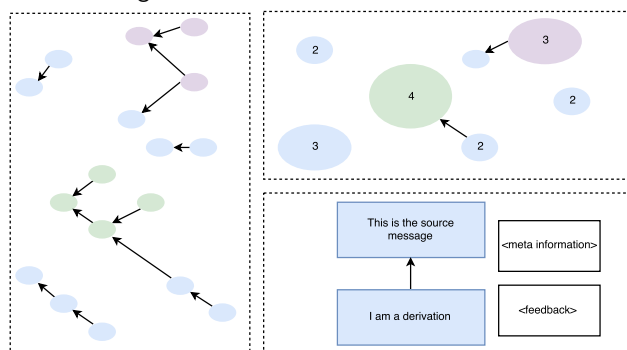 2
3
4
2
3
2
This is the source
message
<meta information>
I am a derivation
<feedback>